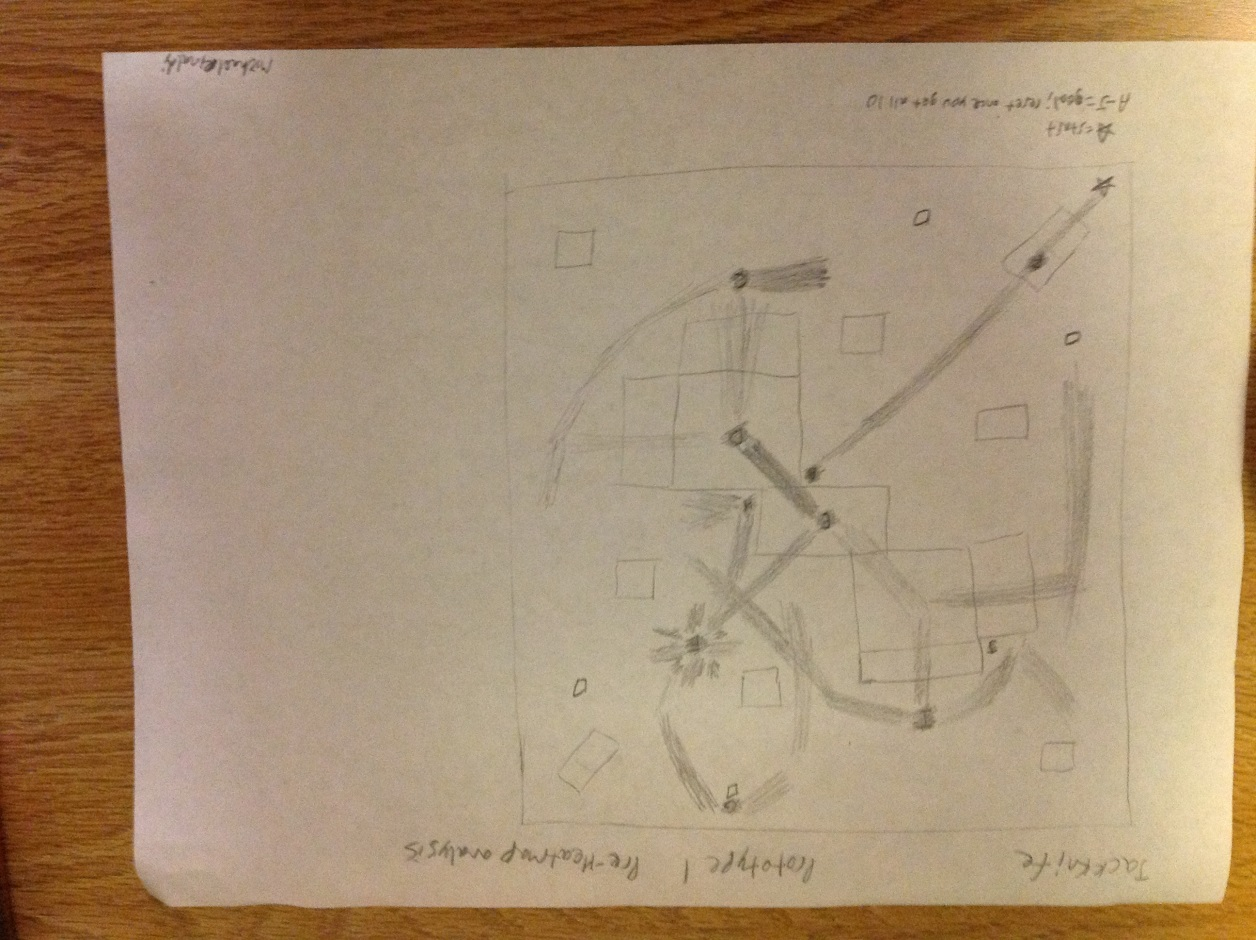 Jackknife Prototype 1 Pre-Heatmap analysis
☆=start
A-J=goal; reset once you get all 10